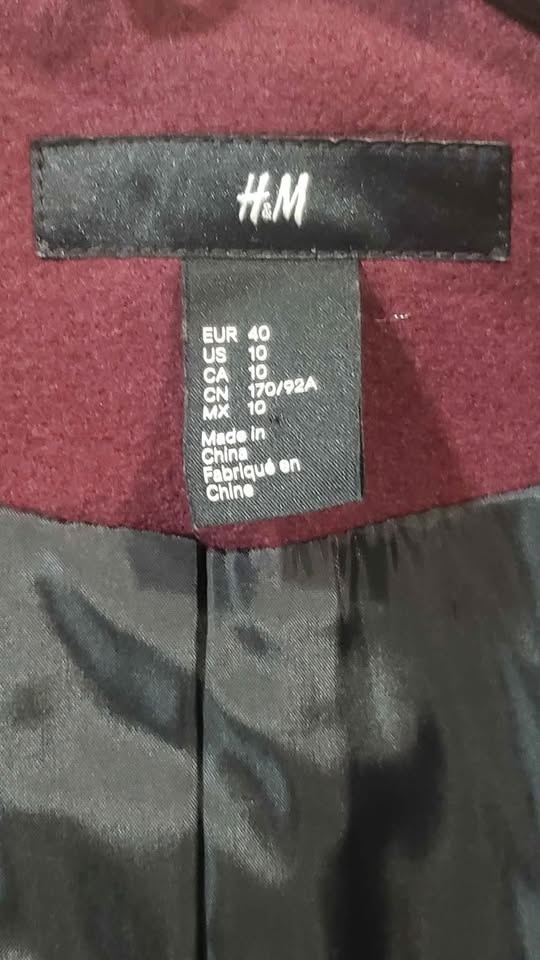 H&M
EUR 40
US 10
CA 10
CN 170/92A
MX 10
Made in
China
Fabriqué en
Chine